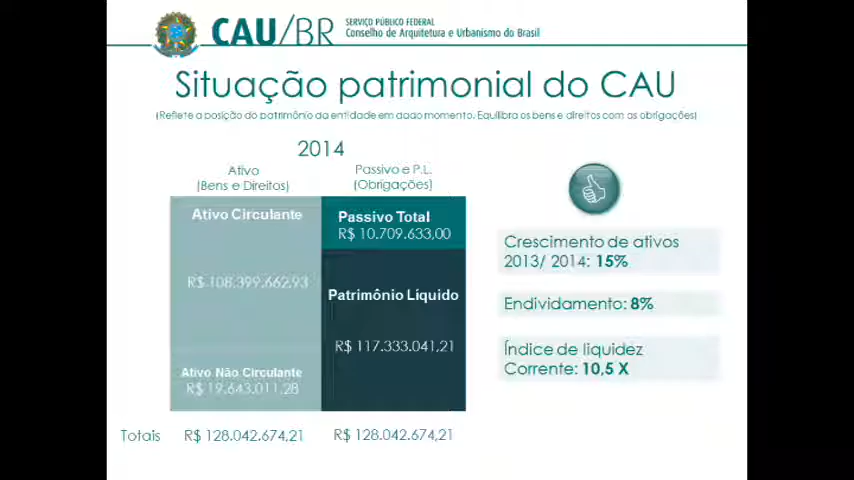 CAU/BR
SERVIÇO PÚBLICO FEDERAL
Conselho de Arquitetura e Urbanismo do Brasil
Situação patrimonial do CAU
(Reflete a posição do patrimônio da entidade em dado momento. Equilibra os bens e direitos com as obrigações)
2014
Ativo
(Bens e Direitos)
Passivo e P.L.
(Obrigações)
Ativo Circulante
R$ 108.399.662,93
Ativo Não Circulante
R$ 19.643.011,28
Passivo Total
R$ 10.709.633,00
Patrimônio Líquido
R$ 117.333.041,21
Totais R$ 128.042.674,21 R$ 128.042.674,21
Crescimento de ativos
2013/ 2014: 15%
Endividamento: 8%
Índice de liquidez
Corrente: 10,5 X